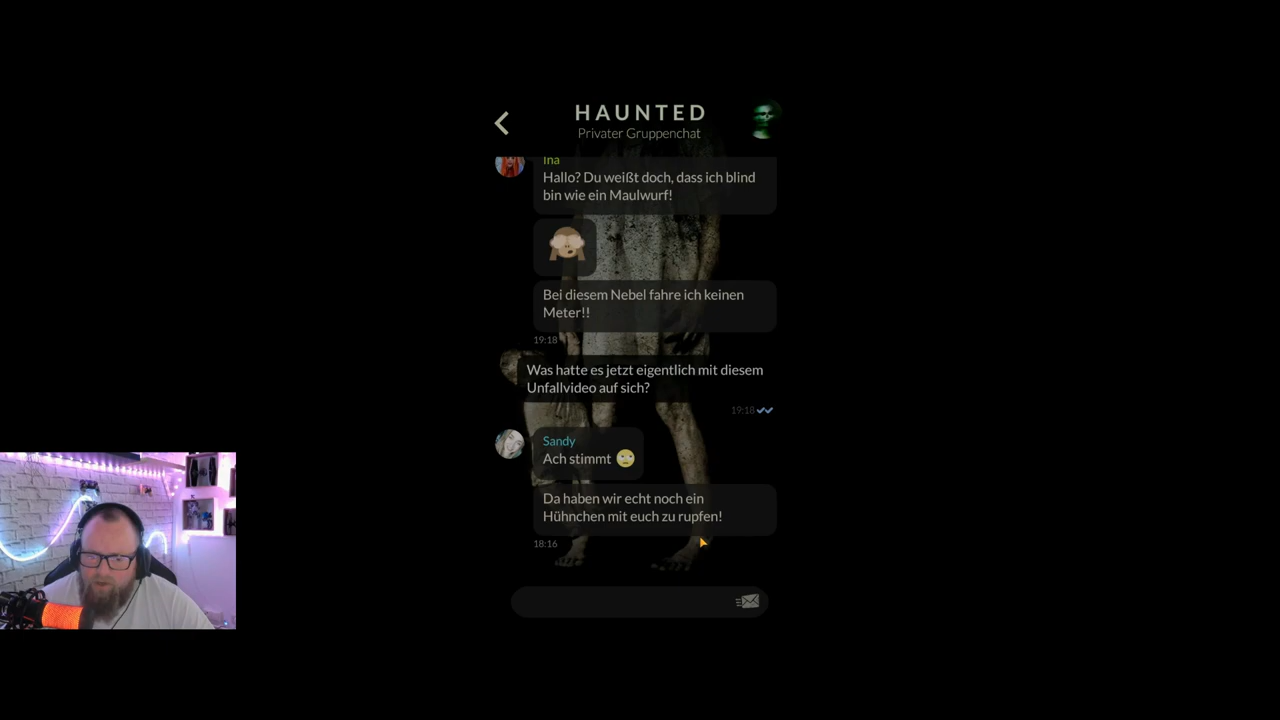 HAUNTED
Privater Gruppenchat
Ina
Hallo? Du weißt doch, dass ich blind
bin wie ein Maulwurf!
Bei diesem Nebel fahre ich keinen
Meter!!
19:18
Was hatte es jetzt eigentlich mit diesem
Unfallvideo auf sich?
19:18
Sandy
Ach stimmt 🙄
Da haben wir echt noch ein
Hühnchen mit euch zu rupfen!
18:16